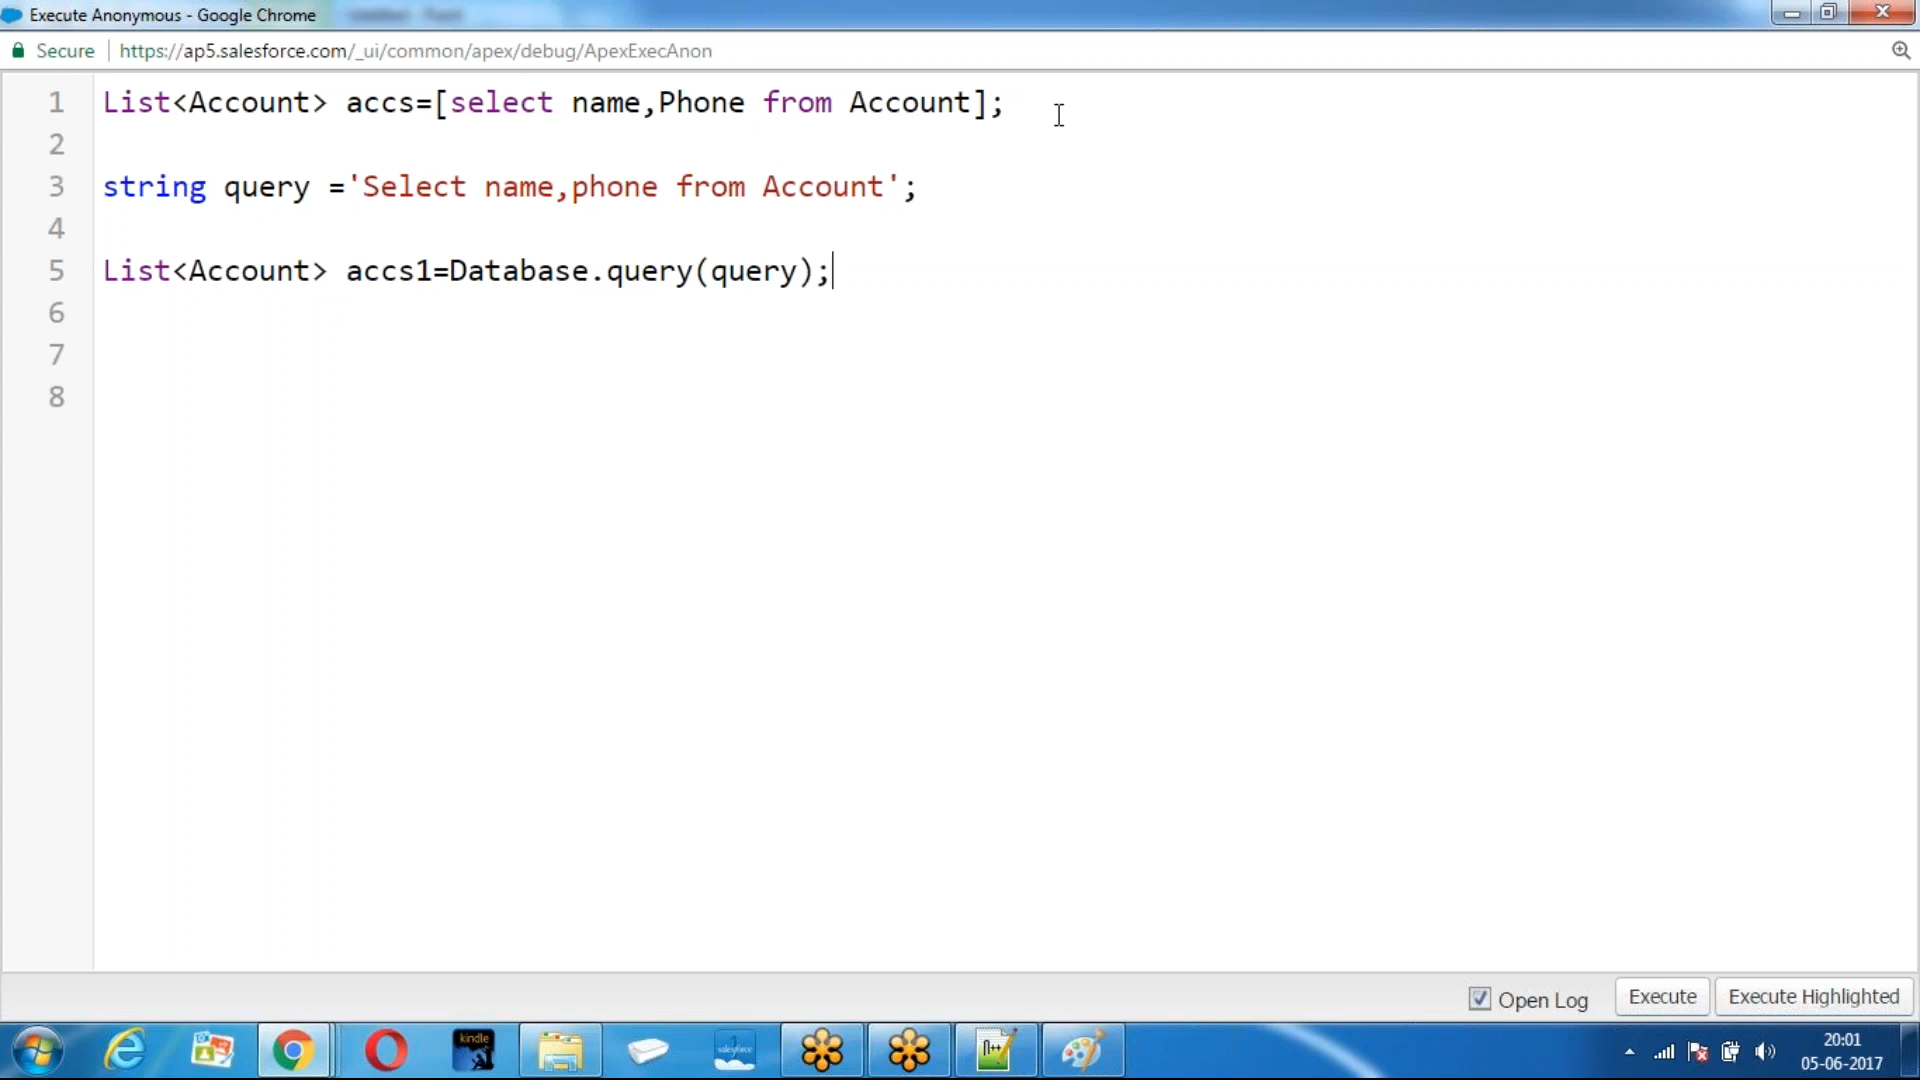 Execute Anonymous - Google Chrome
Secure https://ap5.salesforce.com/_ui/common/apex/debug/ApexExecAnon
1 List<Account> accs=[select name,Phone from Account];
2
3 string query ='Select name,phone from Account';
4
5 List<Account> accs1=Database.query(query);
6
7
8
Open Log Execute Execute Highlighted
kindle
salesforce
n++
20:01
05-06-2017